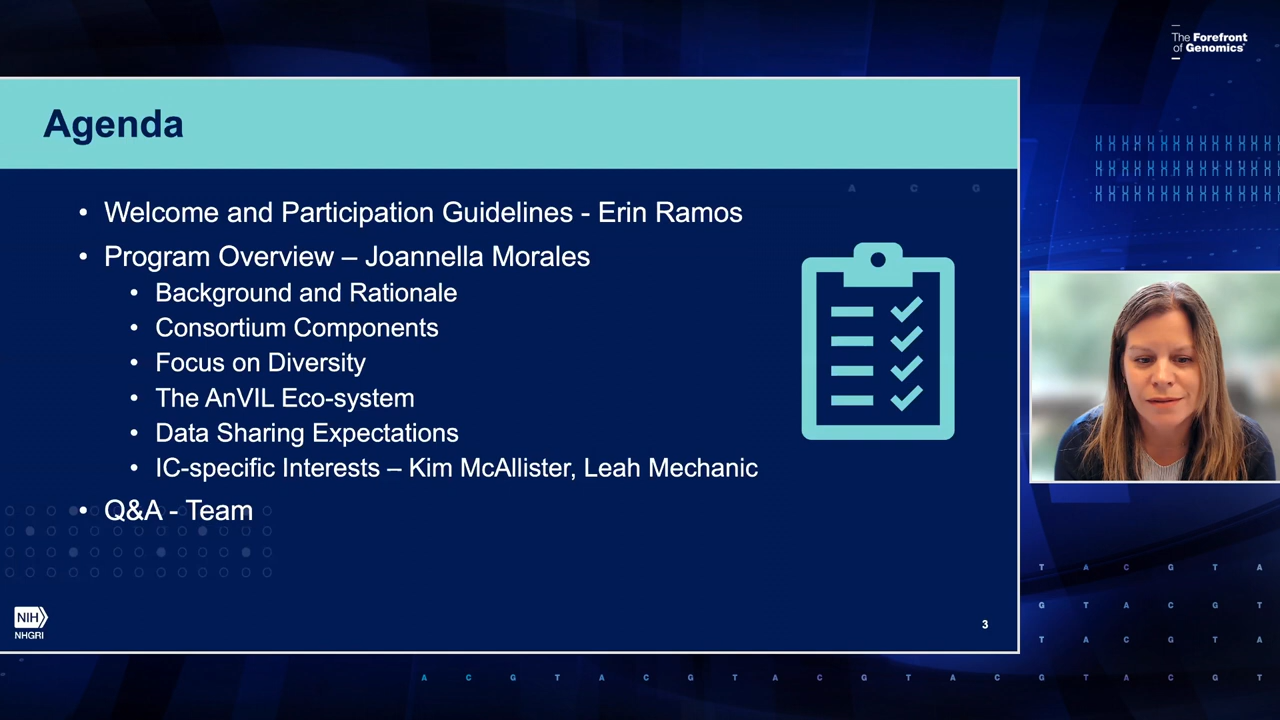 The Forefront
of Genomics®
Agenda
A C G
• Welcome and Participation Guidelines - Erin Ramos
• Program Overview – Joannella Morales
• Background and Rationale
• Consortium Components
• Focus on Diversity
• The AnVIL Eco-system
• Data Sharing Expectations
• IC-specific Interests – Kim McAllister, Leah Mechanic
• Q&A - Team
NIH
NHGRI
3
T A C G T A
G T A C G T
T A C G T A
A C G T A C G T A C G T A C G T A C G T